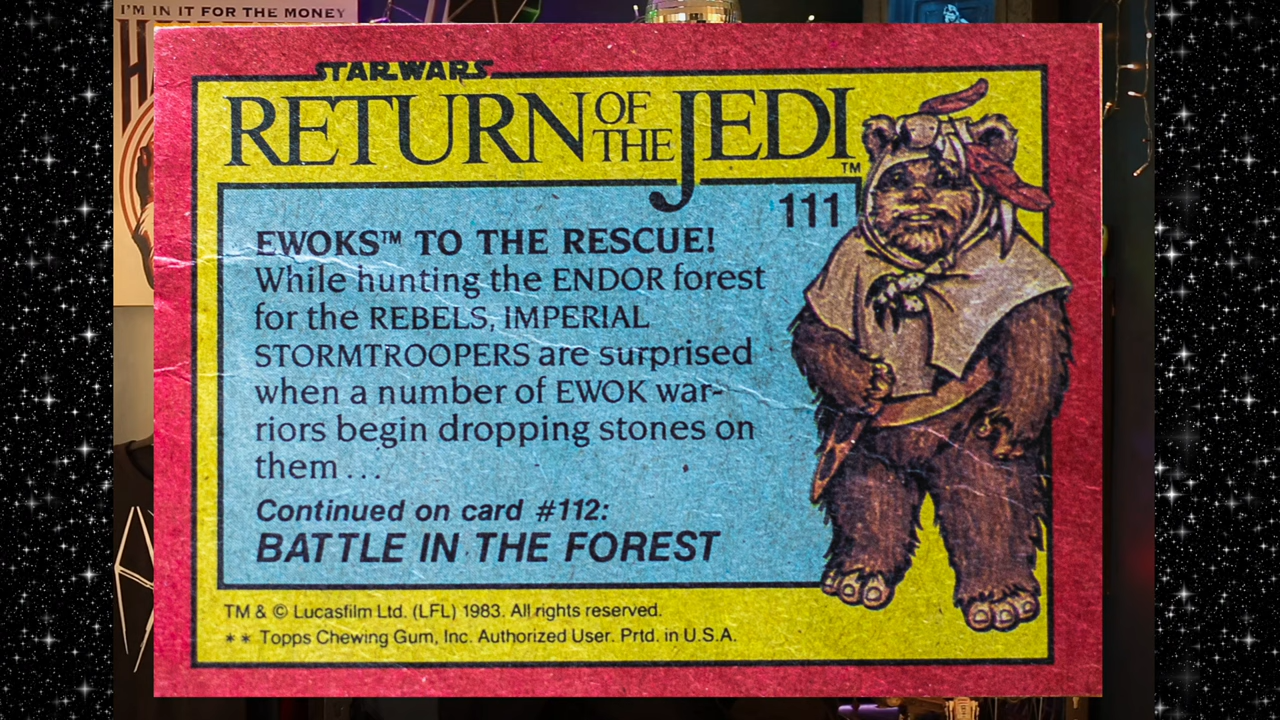 I'M IN IT FOR THE MONEY
STAR WARS
RETURN OF THE JEDI™
111
EWOKS™ TO THE RESCUE!
While hunting the ENDOR forest
for the REBELS, IMPERIAL
STORMTROOPERS are surprised
when a number of EWOK war-
riors begin dropping stones on
them...
Continued on card #112:
BATTLE IN THE FOREST
TM & © Lucasfilm Ltd. (LFL) 1983. All rights reserved.
** Topps Chewing Gum, Inc. Authorized User. Prtd. in U.S.A.